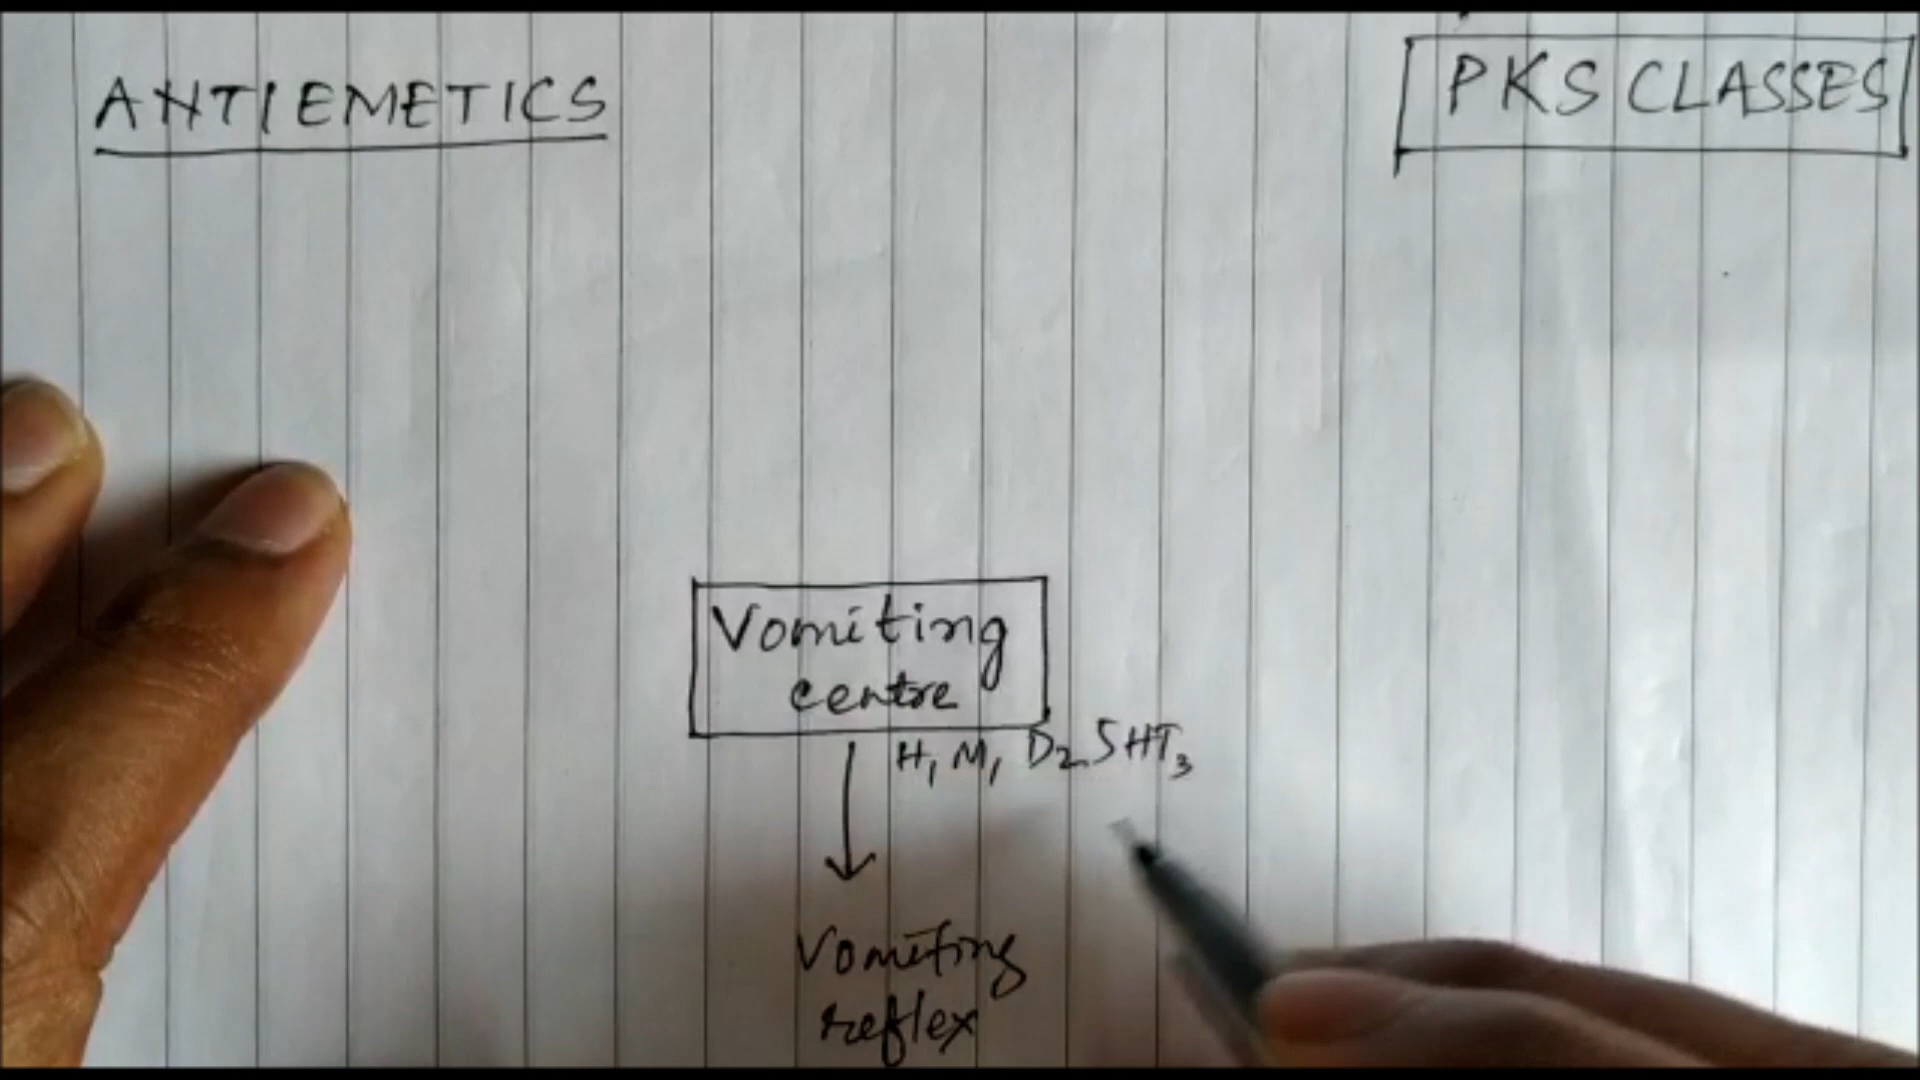 ANTIEMETICS
PKS CLASSES
Vomiting
centre
H₁ M₁ D₂ 5HT₃
Vomiting
reflex